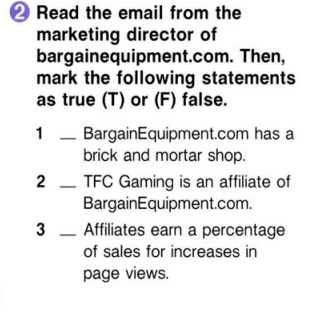 2 Read the email from the
marketing director of
bargainequipment.com. Then,
mark the following statements
as true (T) or (F) false.
1 __ BargainEquipment.com has a
brick and mortar shop.
2 __ TFC Gaming is an affiliate of
BargainEquipment.com.
3 __ Affiliates earn a percentage
of sales for increases in
page views.